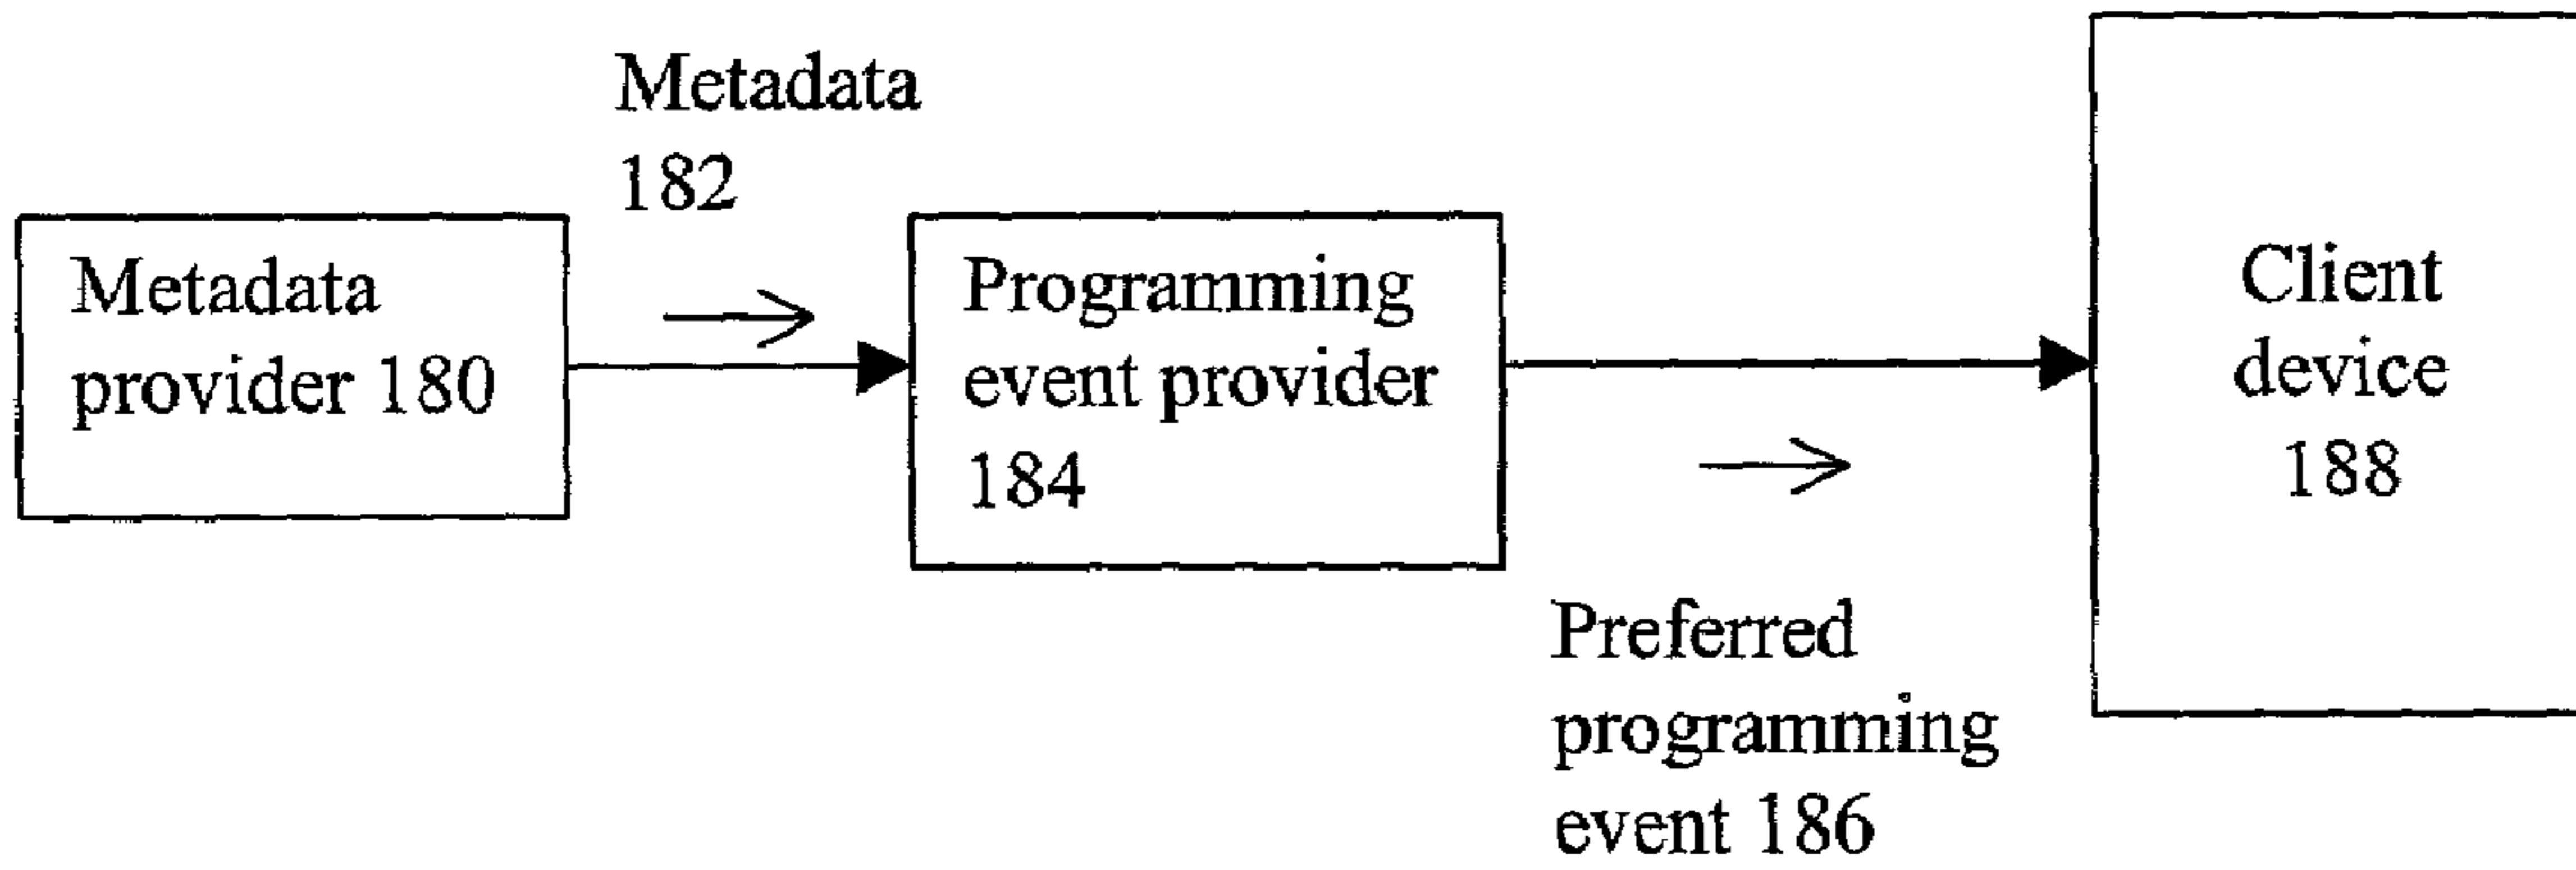 Metadata
182
Metadata
provider 180
Programming
event provider
184
Client
device
188
Preferred
programming
event 186